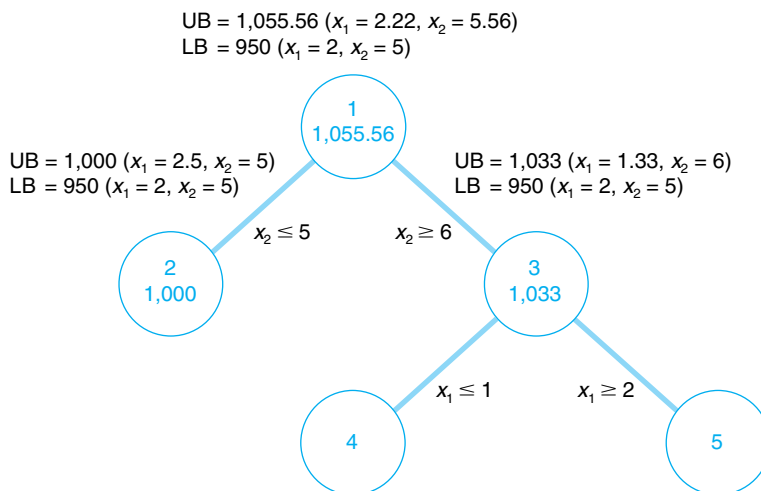 UB = 1,055.56 (x₁ = 2.22, x₂ = 5.56)
LB = 950 (x₁ = 2, x₂ = 5)
1
1,055.56
UB = 1,000 (x₁ = 2.5, x₂ = 5)
LB = 950 (x₁ = 2, x₂ = 5)
UB = 1,033 (x₁ = 1.33, x₂ = 6)
LB = 950 (x₁ = 2, x₂ = 5)
x₂ ≤ 5
x₂ ≥ 6
2
1,000
3
1,033
x₁ ≤ 1
x₁ ≥ 2
4
5